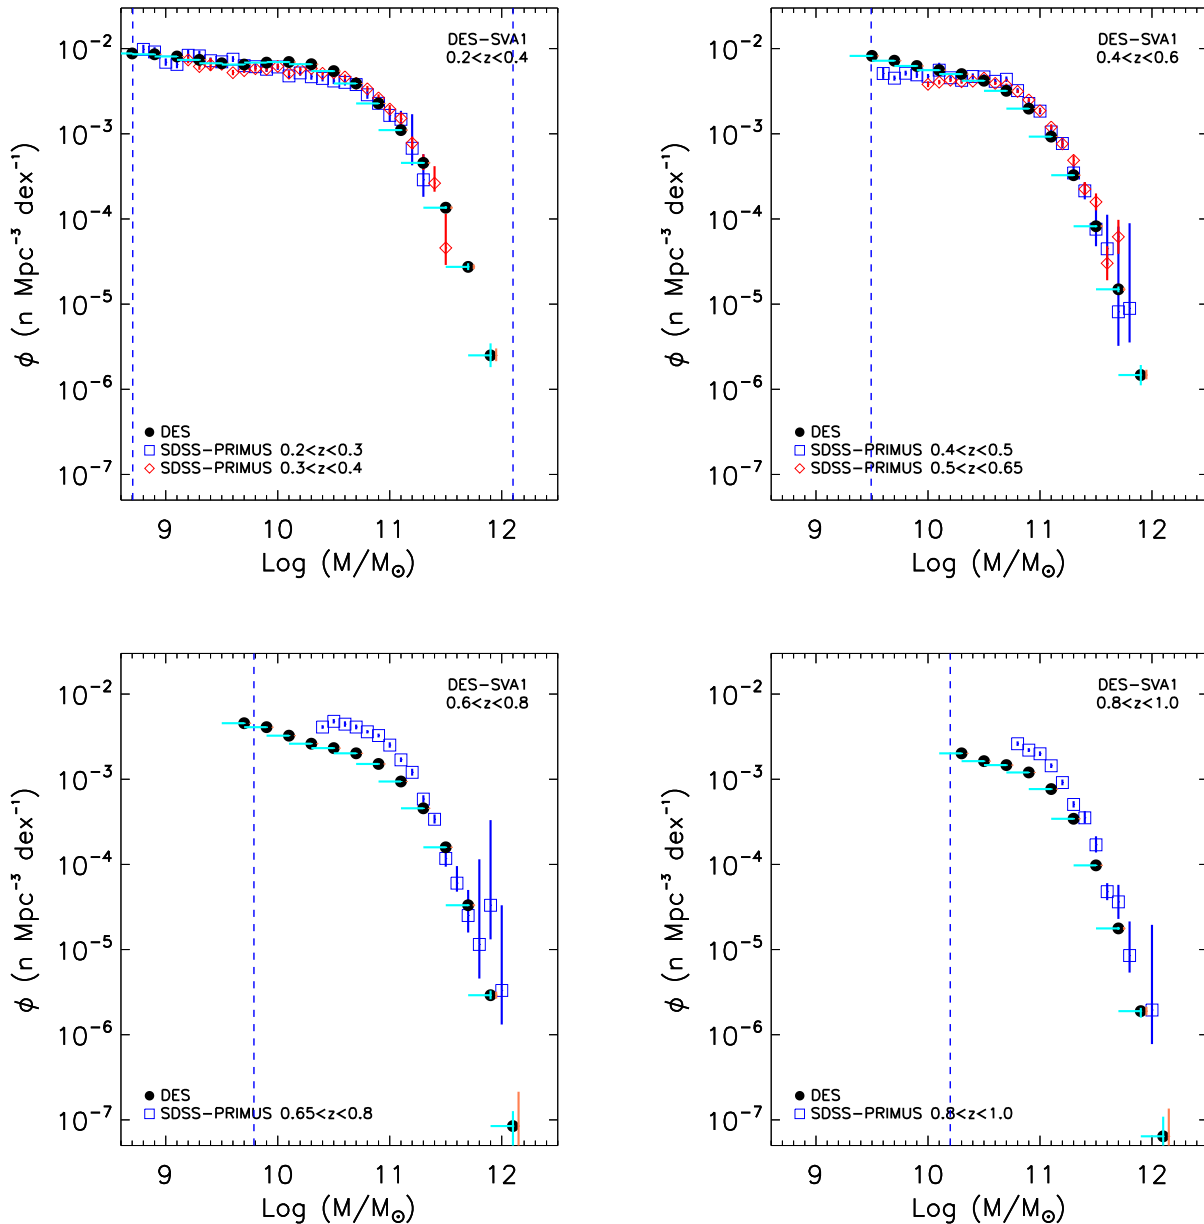 DES-SVA1
0.2<z<0.4
10⁻²
10⁻³
10⁻⁴
10⁻⁵
10⁻⁶
10⁻⁷
ϕ (n Mpc⁻³ dex⁻¹)
DES
SDSS-PRIMUS 0.2<z<0.3
SDSS-PRIMUS 0.3<z<0.4
9 10 11 12
Log (M/M⊙)
DES-SVA1
0.4<z<0.6
10⁻²
10⁻³
10⁻⁴
10⁻⁵
10⁻⁶
10⁻⁷
ϕ (n Mpc⁻³ dex⁻¹)
DES
SDSS-PRIMUS 0.4<z<0.5
SDSS-PRIMUS 0.5<z<0.65
9 10 11 12
Log (M/M⊙)
DES-SVA1
0.6<z<0.8
10⁻²
10⁻³
10⁻⁴
10⁻⁵
10⁻⁶
10⁻⁷
ϕ (n Mpc⁻³ dex⁻¹)
DES
SDSS-PRIMUS 0.65<z<0.8
9 10 11 12
Log (M/M⊙)
DES-SVA1
0.8<z<1.0
10⁻²
10⁻³
10⁻⁴
10⁻⁵
10⁻⁶
10⁻⁷
ϕ (n Mpc⁻³ dex⁻¹)
DES
SDSS-PRIMUS 0.8<z<1.0
9 10 11 12
Log (M/M⊙)